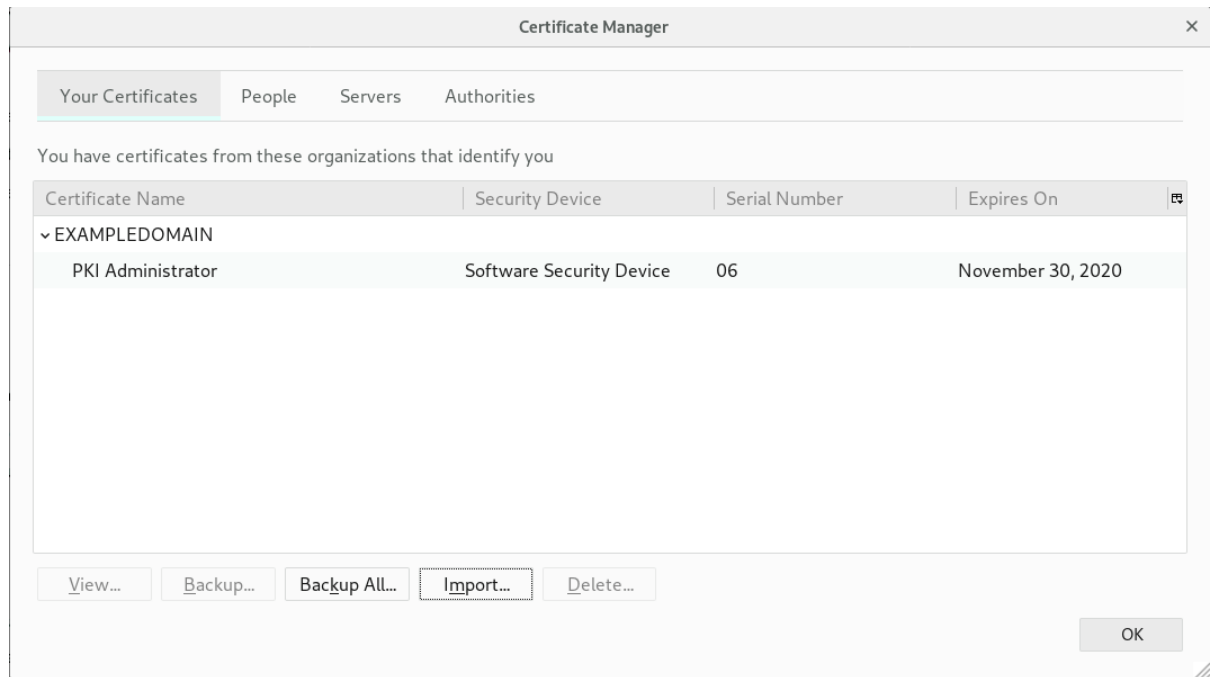 Certificate Manager ×
Your Certificates People Servers Authorities
You have certificates from these organizations that identify you
Certificate Name Security Device Serial Number Expires On
EXAMPLEDOMAIN
PKI Administrator Software Security Device 06 November 30, 2020
View... Backup... Backup All... Import... Delete...
OK